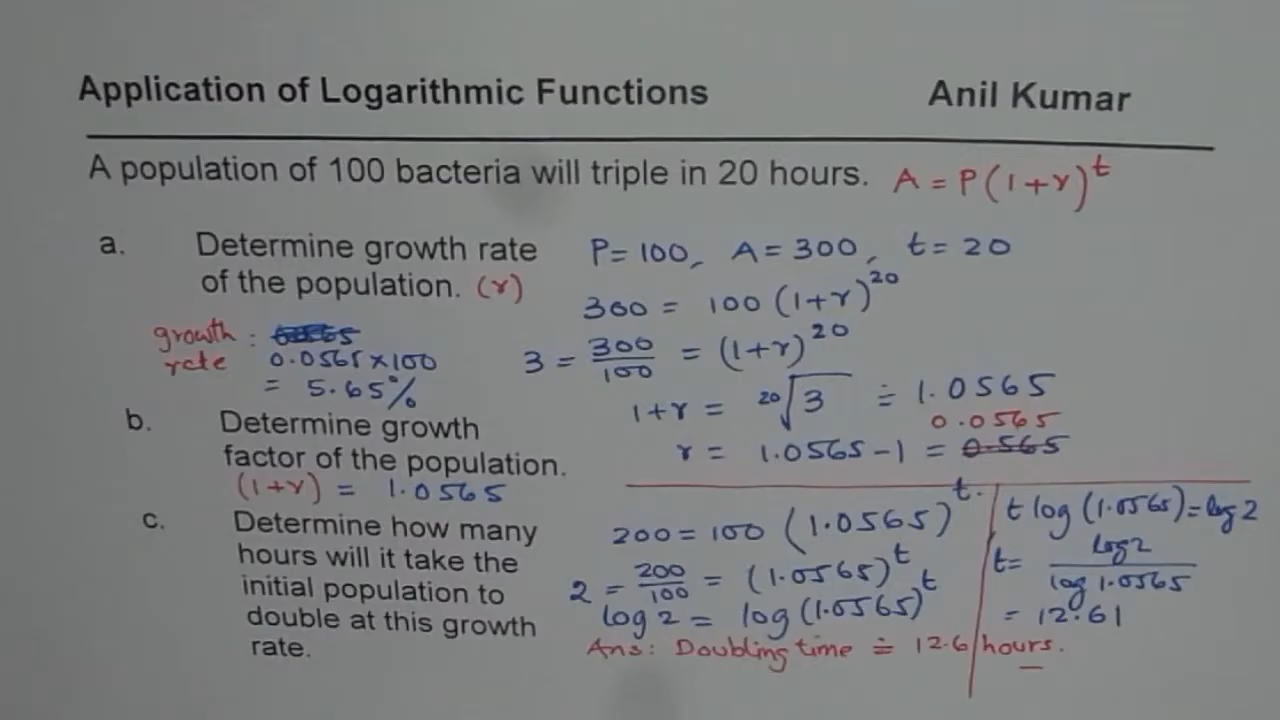 Application of Logarithmic Functions Anil Kumar
A population of 100 bacteria will triple in 20 hours. A = P(1+r)^t
a. Determine growth rate
of the population. (r)
growth rate :
0.0565×100
= 5.65%
P=100, A=300, t=20
300 = 100 (1+r)^20
3 = 300/100 = (1+r)^20
1+r = ²⁰√3 ≐ 1.0565
0.0565
r = 1.0565-1 = 0.565
b. Determine growth
factor of the population.
(1+r) = 1.0565
c. Determine how many
hours will it take the
initial population to
double at this growth
rate.
200 = 100 (1.0565)^t.
2 = 200/100 = (1.0565)^t
log 2 = log (1.0565)^t
t log (1.0565) = log 2
t = log 2/log 1.0565
= 12.61
Ans: Doubling time ≐ 12.6 hours.